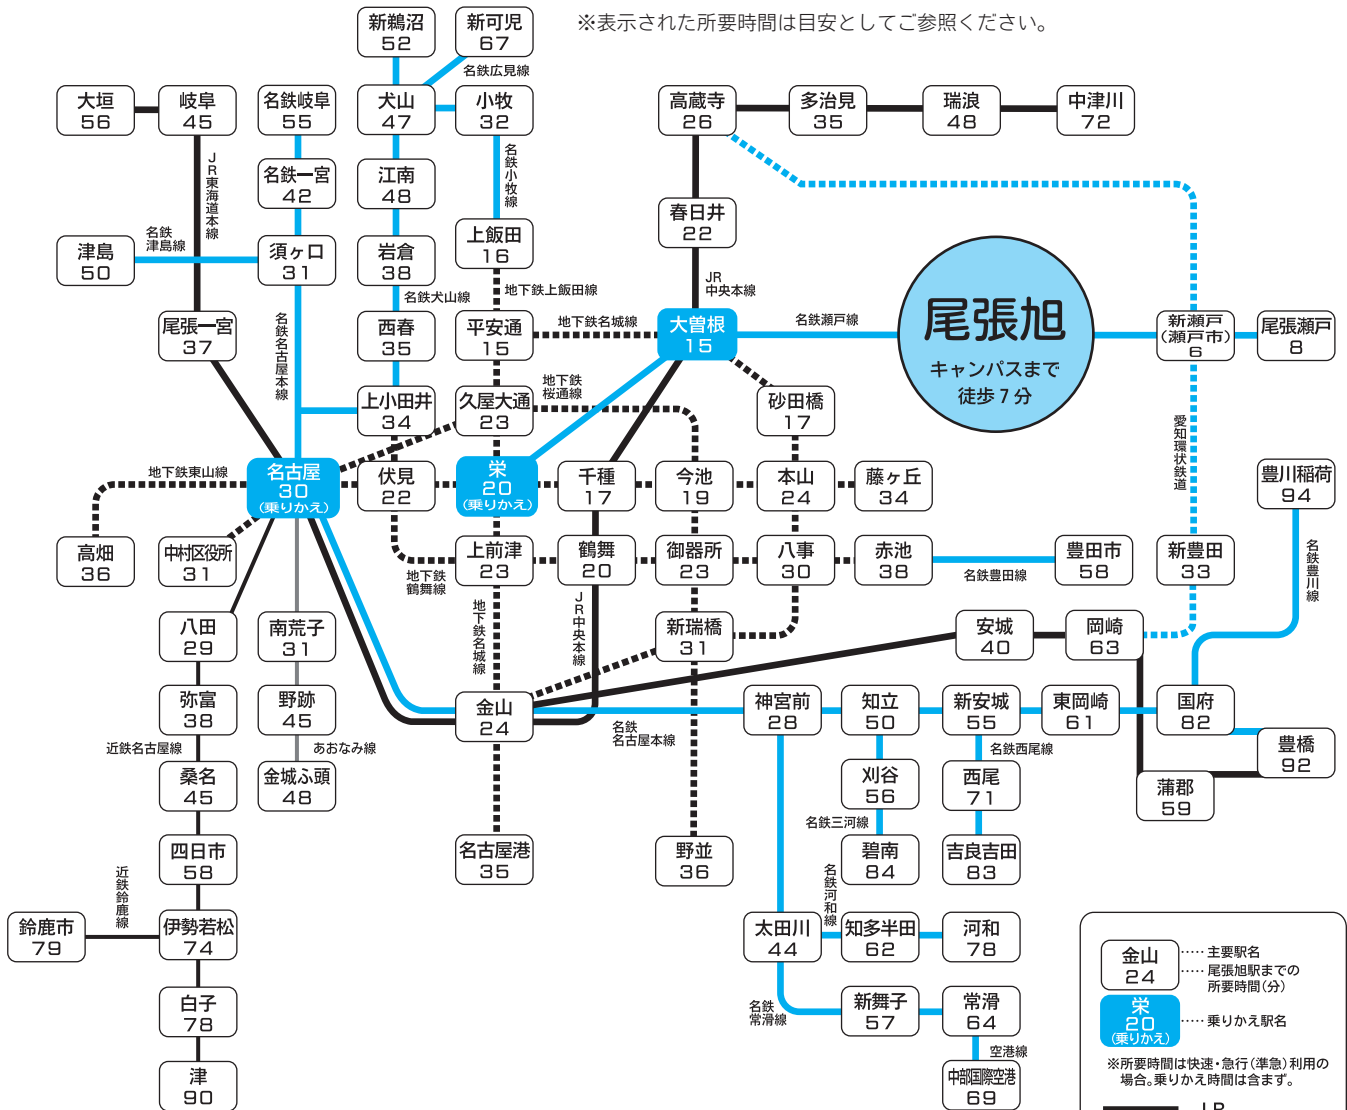 ※表示された所要時間は目安としてご参照ください。
新鵜沼
52
新可児
67
名鉄広見線
大垣
56
岐阜
45
名鉄岐阜
55
犬山
47
小牧
32
高蔵寺
26
多治見
35
瑞浪
48
中津川
72
JR東海道本線
名鉄一宮
42
江南
48
名鉄小牧線
春日井
22
名鉄
津島線
津島
50
須ヶ口
31
岩倉
38
上飯田
16
名鉄犬山線
地下鉄上飯田線
JR
中央本線
尾張一宮
37
名鉄名古屋本線
西春
35
平安通
15
地下鉄名城線
大曽根
15
名鉄瀬戸線
尾張旭
キャンパスまで
徒歩7分
新瀬戸
(瀬戸市)
6
尾張瀬戸
8
上小田井
34
久屋大通
23
地下鉄
桜通線
砂田橋
17
愛知環状鉄道
地下鉄東山線
名古屋
30
(乗りかえ)
伏見
22
栄
20
(乗りかえ)
千種
17
今池
19
本山
24
藤ヶ丘
34
豊川稲荷
94
高畑
36
中村区役所
31
地下鉄
鶴舞線
上前津
23
鶴舞
20
御器所
23
八事
30
赤池
38
名鉄豊田線
豊田市
58
新豊田
33
名鉄豊川線
八田
29
南荒子
31
地下鉄名城線
JR中央本線
新瑞橋
31
安城
40
岡崎
63
弥富
38
野跡
45
金山
24
名鉄
名古屋本線
神宮前
28
知立
50
新安城
55
東岡崎
61
国府
82
豊橋
92
近鉄名古屋線
あおなみ線
名鉄西尾線
桑名
45
金城ふ頭
48
刈谷
56
西尾
71
蒲郡
59
名鉄三河線
四日市
58
名古屋港
35
野並
36
碧南
84
吉良吉田
83
近鉄鈴鹿線
名鉄河和線
鈴鹿市
79
伊勢若松
74
太田川
44
知多半田
62
河和
78
白子
78
名鉄
常滑線
新舞子
57
常滑
64
空港線
津
90
中部国際空港
69
金山
24
‥‥主要駅名
‥‥尾張旭駅までの
所要時間(分)
栄
20
(乗りかえ)
‥‥乗りかえ駅名
※所要時間は快速・急行(準急)利用の
場合。乗りかえ時間は含まず。
JR